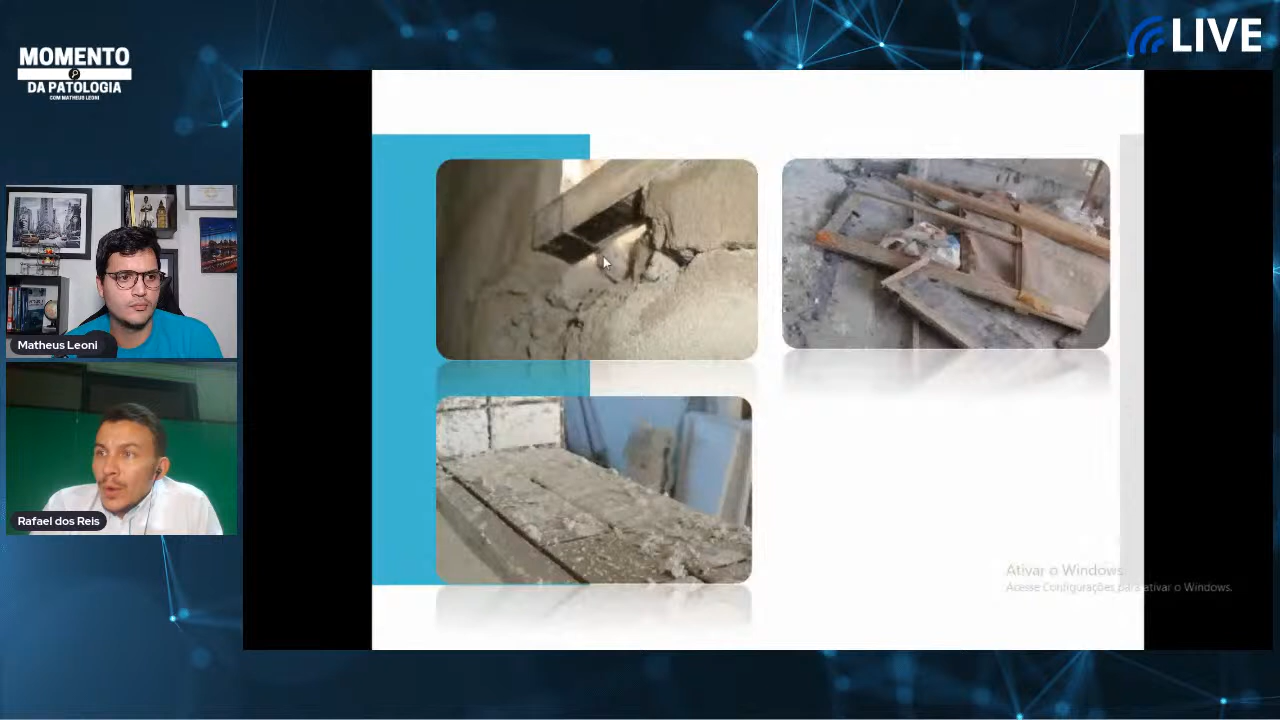 MOMENTO
DA PATOLOGIA
COM MATHEUS LEONI
LIVE
Matheus Leoni
Rafael dos Reis
Ativar o Windows
Acesse Configurações para ativar o Windows.